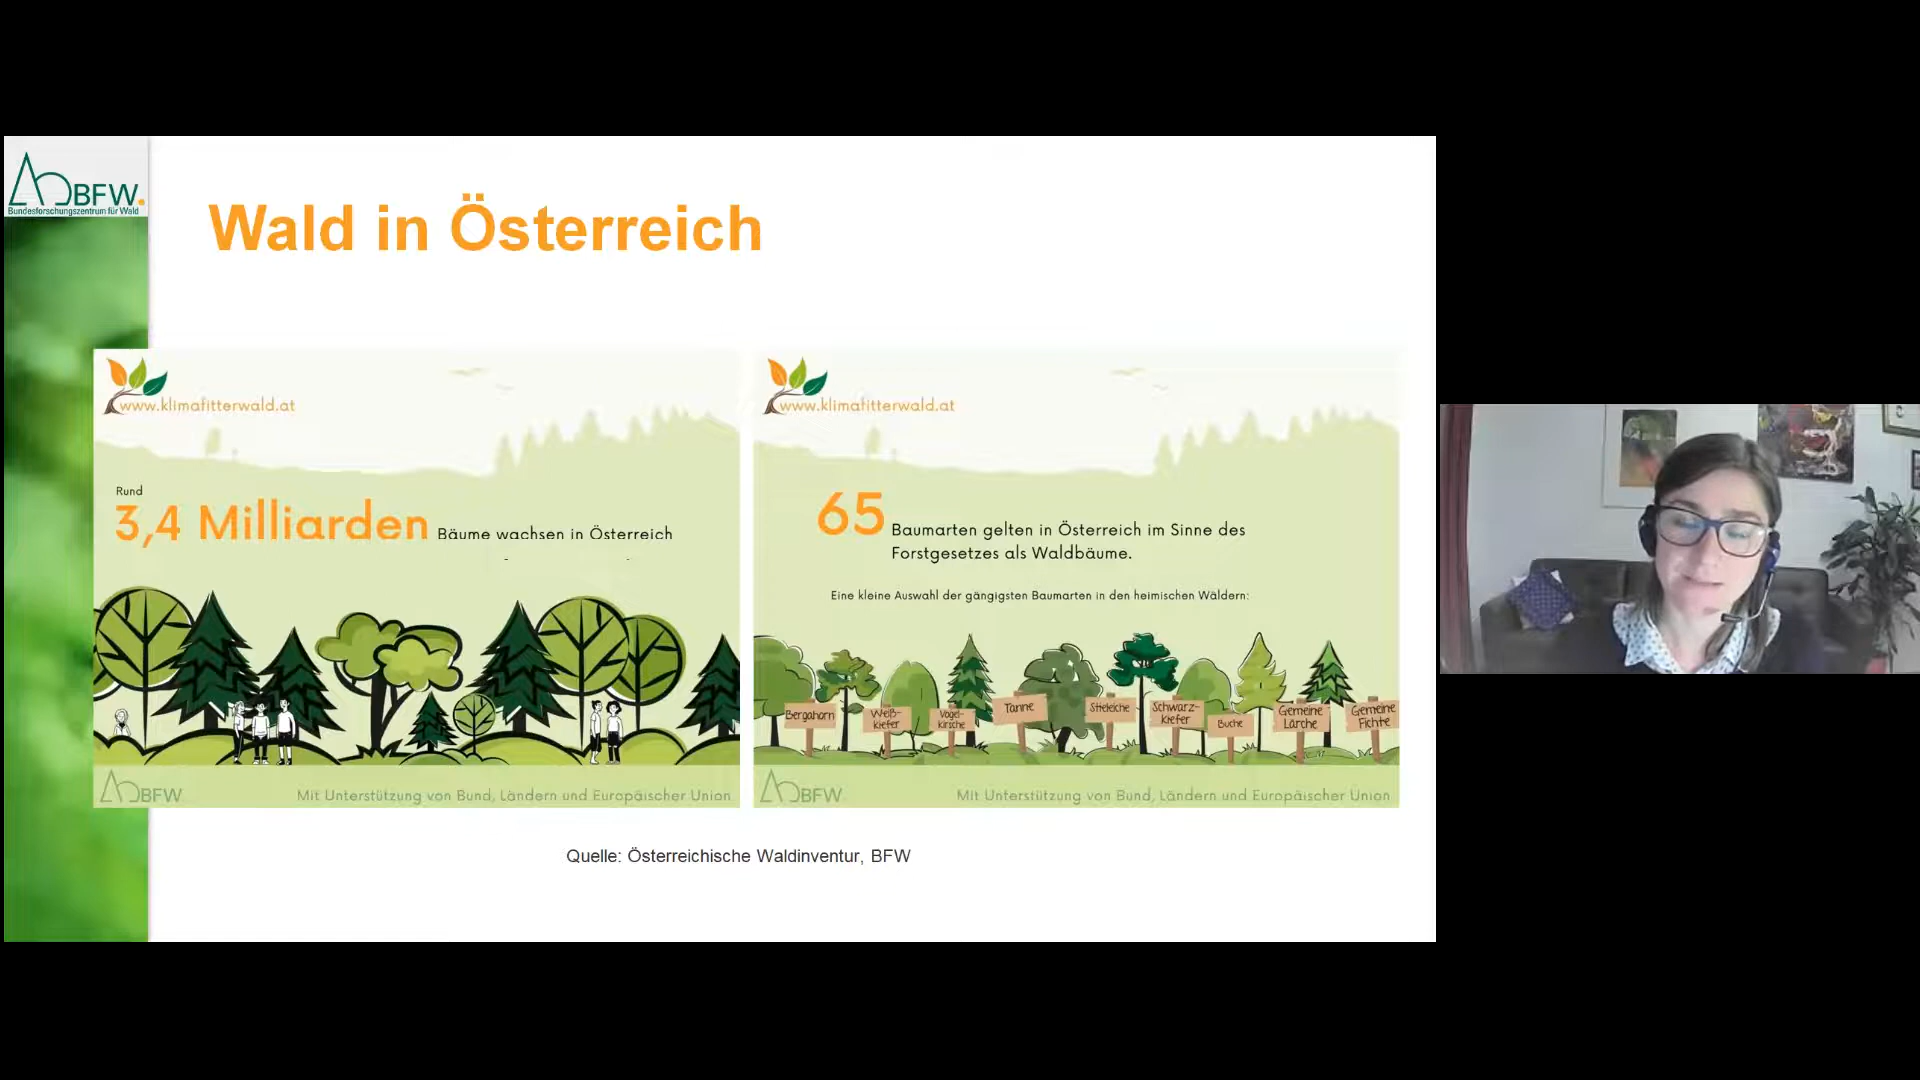 BFW.
Bundesforschungszentrum für Wald
Wald in Österreich
www.klimafitterwald.at
Rund
3,4 Milliarden Bäume wachsen in Österreich
BFW
Mit Unterstützung von Bund, Ländern und Europäischer Union
www.klimafitterwald.at
65 Baumarten gelten in Österreich im Sinne des
Forstgesetzes als Waldbäume.
Eine kleine Auswahl der gängigsten Baumarten in den heimischen Wäldern:
Bergahorn
Weiß-
kiefer
Vogel-
kirsche
Tanne
Stieleiche
Schwarz-
kiefer
Buche
Gemeine
Lärche
Gemeine
Fichte
BFW
Mit Unterstützung von Bund, Ländern und Europäischer Union
Quelle: Österreichische Waldinventur, BFW